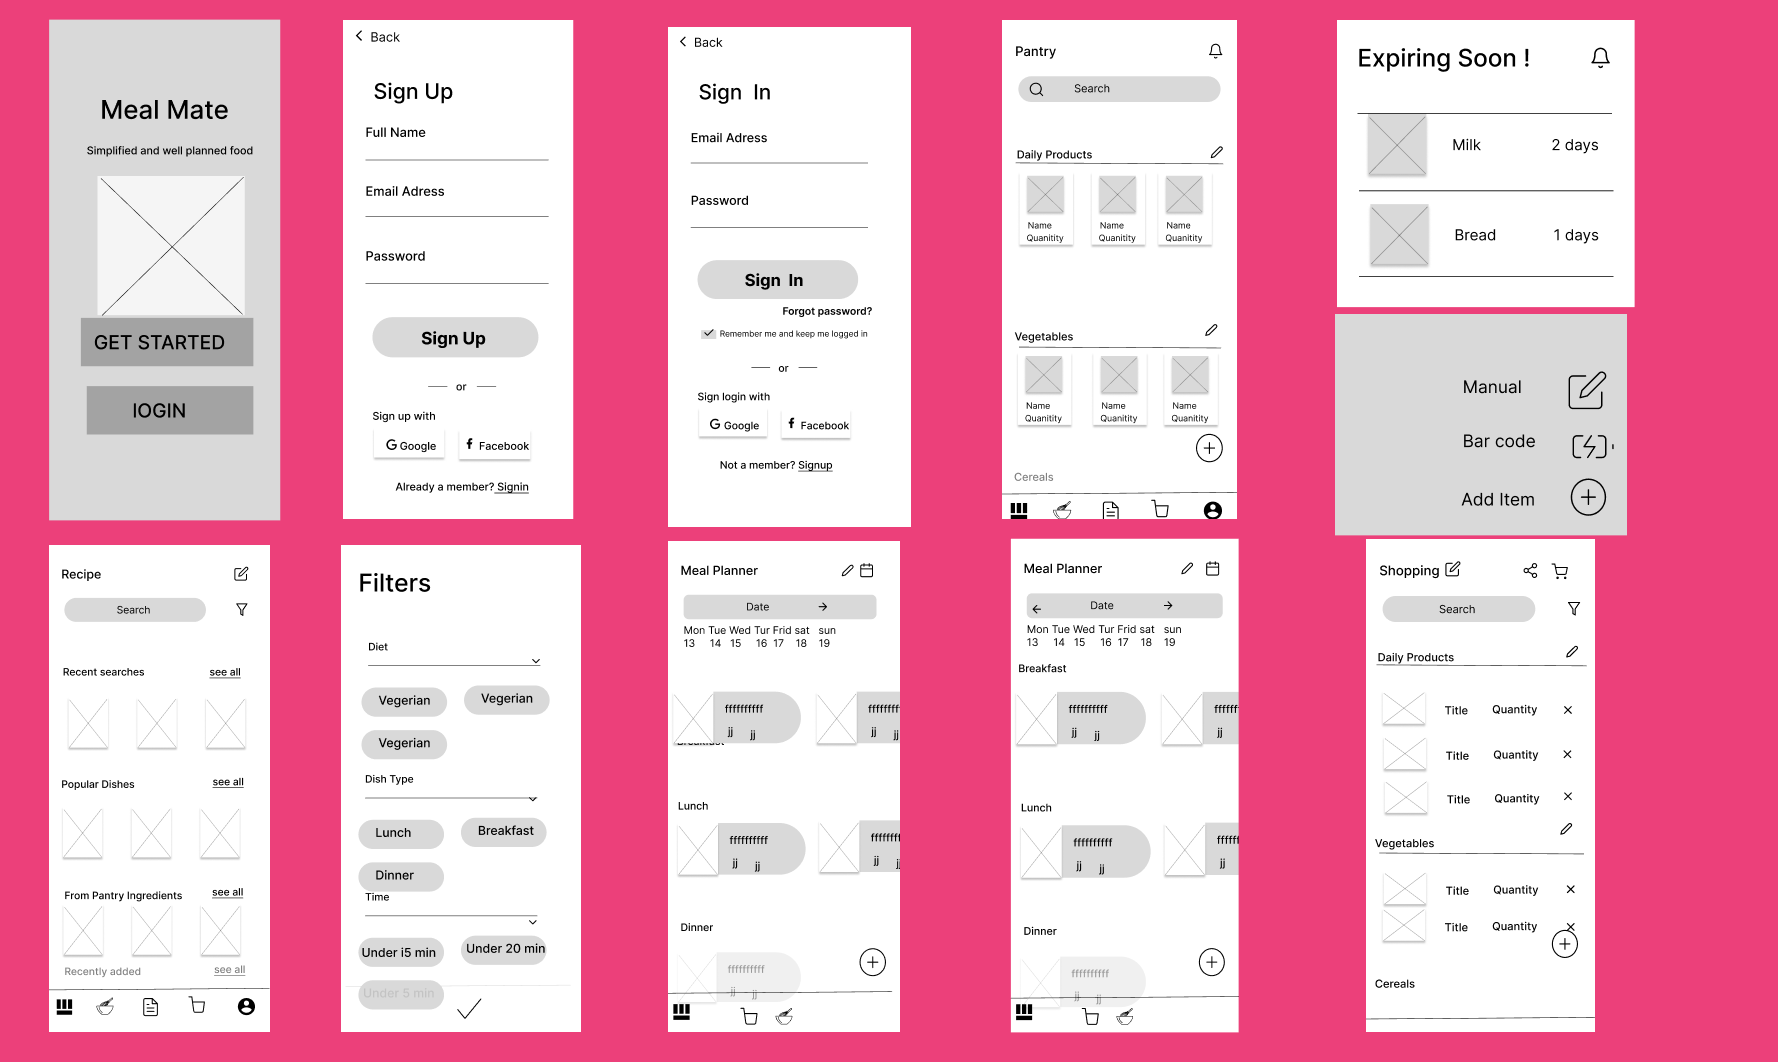 Meal Mate
Simplified and well planned food
GET STARTED
lOGIN
Back
Sign Up
Full Name
Email Adress
Password
Sign Up
or
Sign up with
Google
Facebook
Already a member? Signin
Back
Sign In
Email Adress
Password
Sign In
Forgot password?
Remember me and keep me logged in
or
Sign login with
Google
Facebook
Not a member? Signup
Pantry
Search
Daily Products
Name Name Name
Quanitity Quanitity Quanitity
Vegetables
Name Name Name
Quanitity Quanitity Quanitity
Cereals
Expiring Soon !
Milk 2 days
Bread 1 days
Manual
Bar code
Add Item
Recipe
Search
Recent searches see all
Popular Dishes see all
From Pantry Ingredients see all
Recently added see all
Filters
Diet
Vegerian Vegerian
Vegerian
Dish Type
Lunch Breakfast
Dinner
Time
Under i5 min Under 20 min
Under 5 min
Meal Planner
Date
Mon Tue Wed Tur Frid sat sun
13 14 15 16 17 18 19
ffffffffff ffffffff
jj jj jj jj
Breakfast
Lunch
ffffffffff ffffffff
jj jj jj
Dinner
ffffffffff
jj jj
Meal Planner
Date
Mon Tue Wed Tur Frid sat sun
13 14 15 16 17 18 19
Breakfast
ffffffffff
jj jj jj
Lunch
ffffffffff
jj jj jj
Dinner
ffffffffff
jj jj
Shopping
Search
Daily Products
Title Quantity
Title Quantity
Title Quantity
Vegetables
Title Quantity
Title Quantity
Cereals